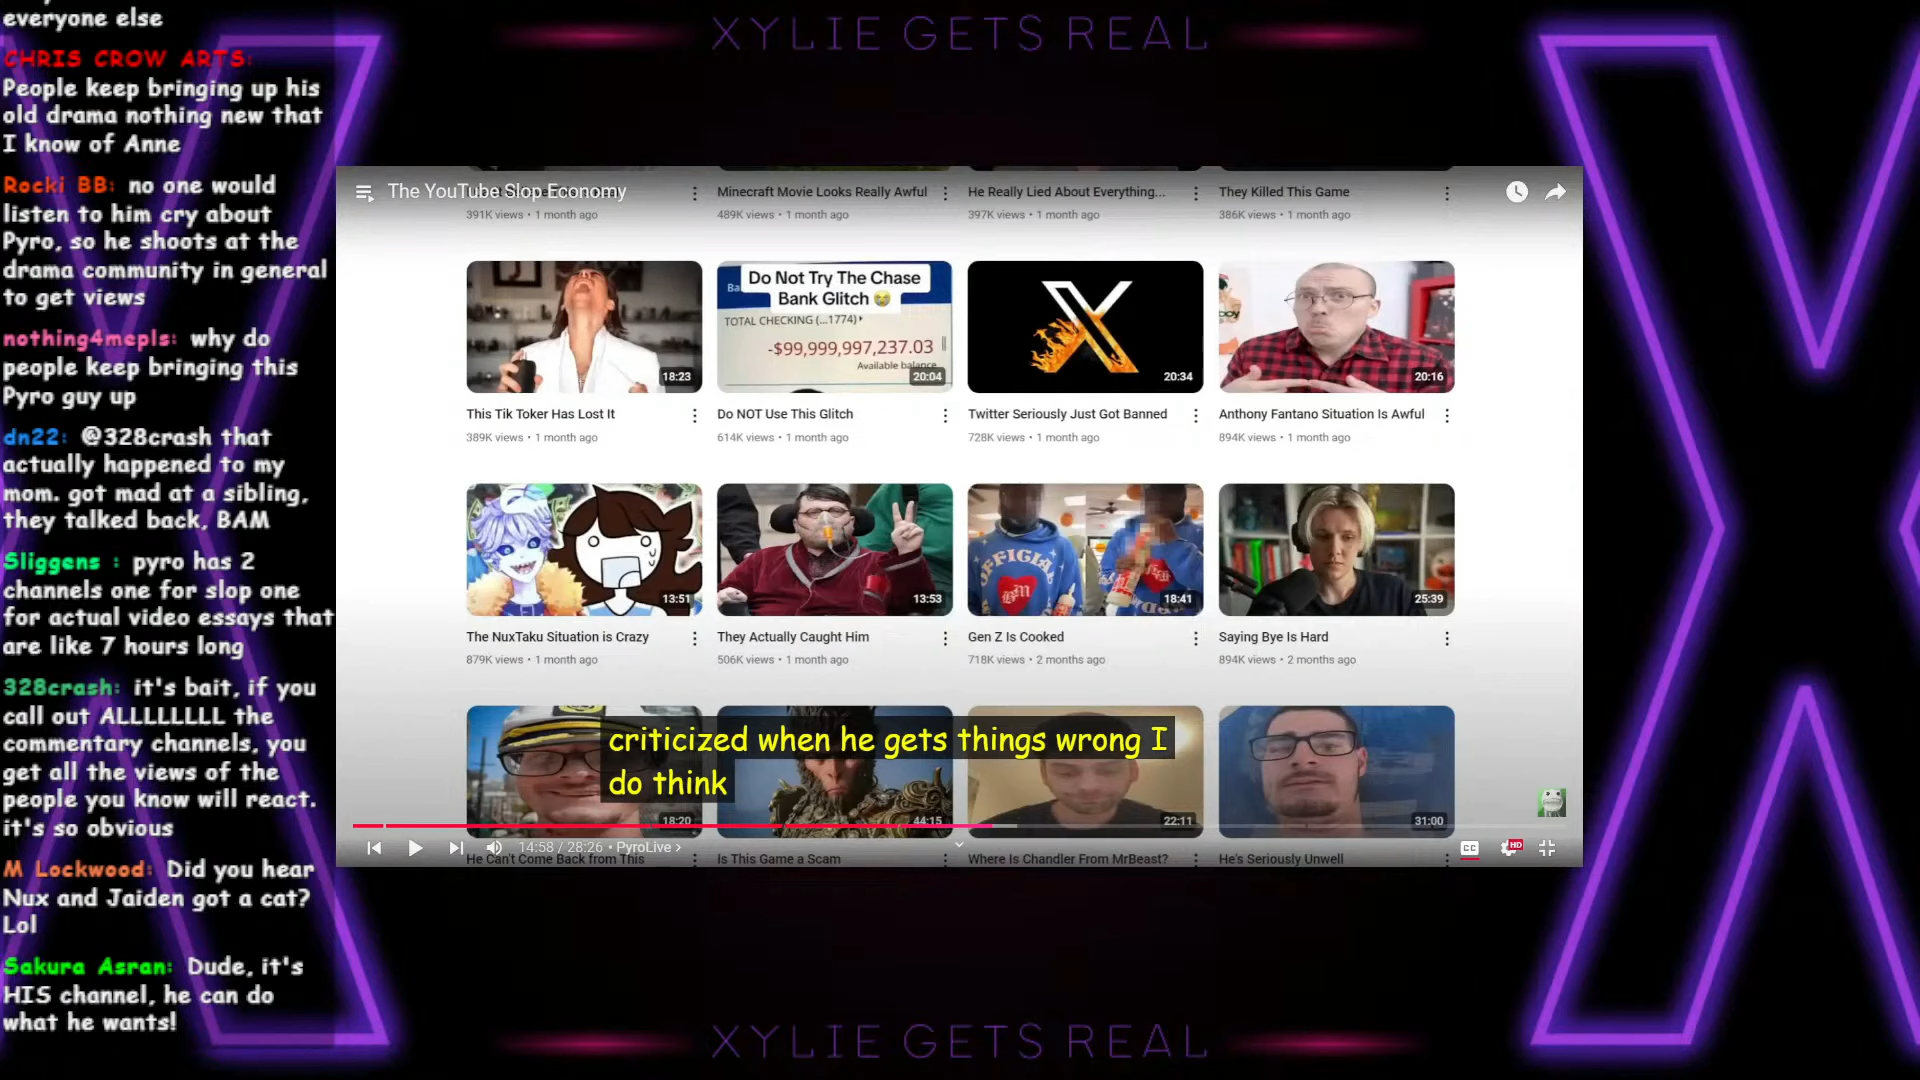 everyone else
CHRIS CROW ARTS:
People keep bringing up his
old drama nothing new that
I know of Anne
Rocki BB: no one would
listen to him cry about
Pyro, so he shoots at the
drama community in general
to get views
nothing4mepls: why do
people keep bringing this
Pyro guy up
dn22: @328crash that
actually happened to my
mom. got mad at a sibling,
they talked back, BAM
Sliggens : pyro has 2
channels one for slop one
for actual video essays that
are like 7 hours long
328crash: it's bait, if you
call out ALLLLLLLL the
commentary channels, you
get all the views of the
people you know will react.
it's so obvious
M Lockwood: Did you hear
Nux and Jaiden got a cat?
Lol
Sakura Asran: Dude, it's
HIS channel, he can do
what he wants!
XYLIE GETS REAL
The YouTube Slop Economy
Minecraft Movie Looks Really Awful
He Really Lied About Everything...
They Killed This Game
391K views • 1 month ago
489K views • 1 month ago
397K views • 1 month ago
386K views • 1 month ago
Do Not Try The Chase
Bank Glitch 😭
TOTAL CHECKING (...1774)
-$99,999,997,237.03
Available balance
18:23
20:04
20:34
20:16
This Tik Toker Has Lost It
Do NOT Use This Glitch
Twitter Seriously Just Got Banned
Anthony Fantano Situation Is Awful
389K views • 1 month ago
614K views • 1 month ago
728K views • 1 month ago
894K views • 1 month ago
OFFICIAL
13:51
13:53
18:41
25:39
The NuxTaku Situation is Crazy
They Actually Caught Him
Gen Z Is Cooked
Saying Bye Is Hard
879K views • 1 month ago
506K views • 1 month ago
718K views • 2 months ago
894K views • 2 months ago
criticized when he gets things wrong I
do think
18:20
44:15
22:11
31:00
14:58 / 28:26 • PyroLive
CC
HD
He Can't Come Back from This
Is This Game a Scam
Where Is Chandler From MrBeast?
He's Seriously Unwell
XYLIE GETS REAL